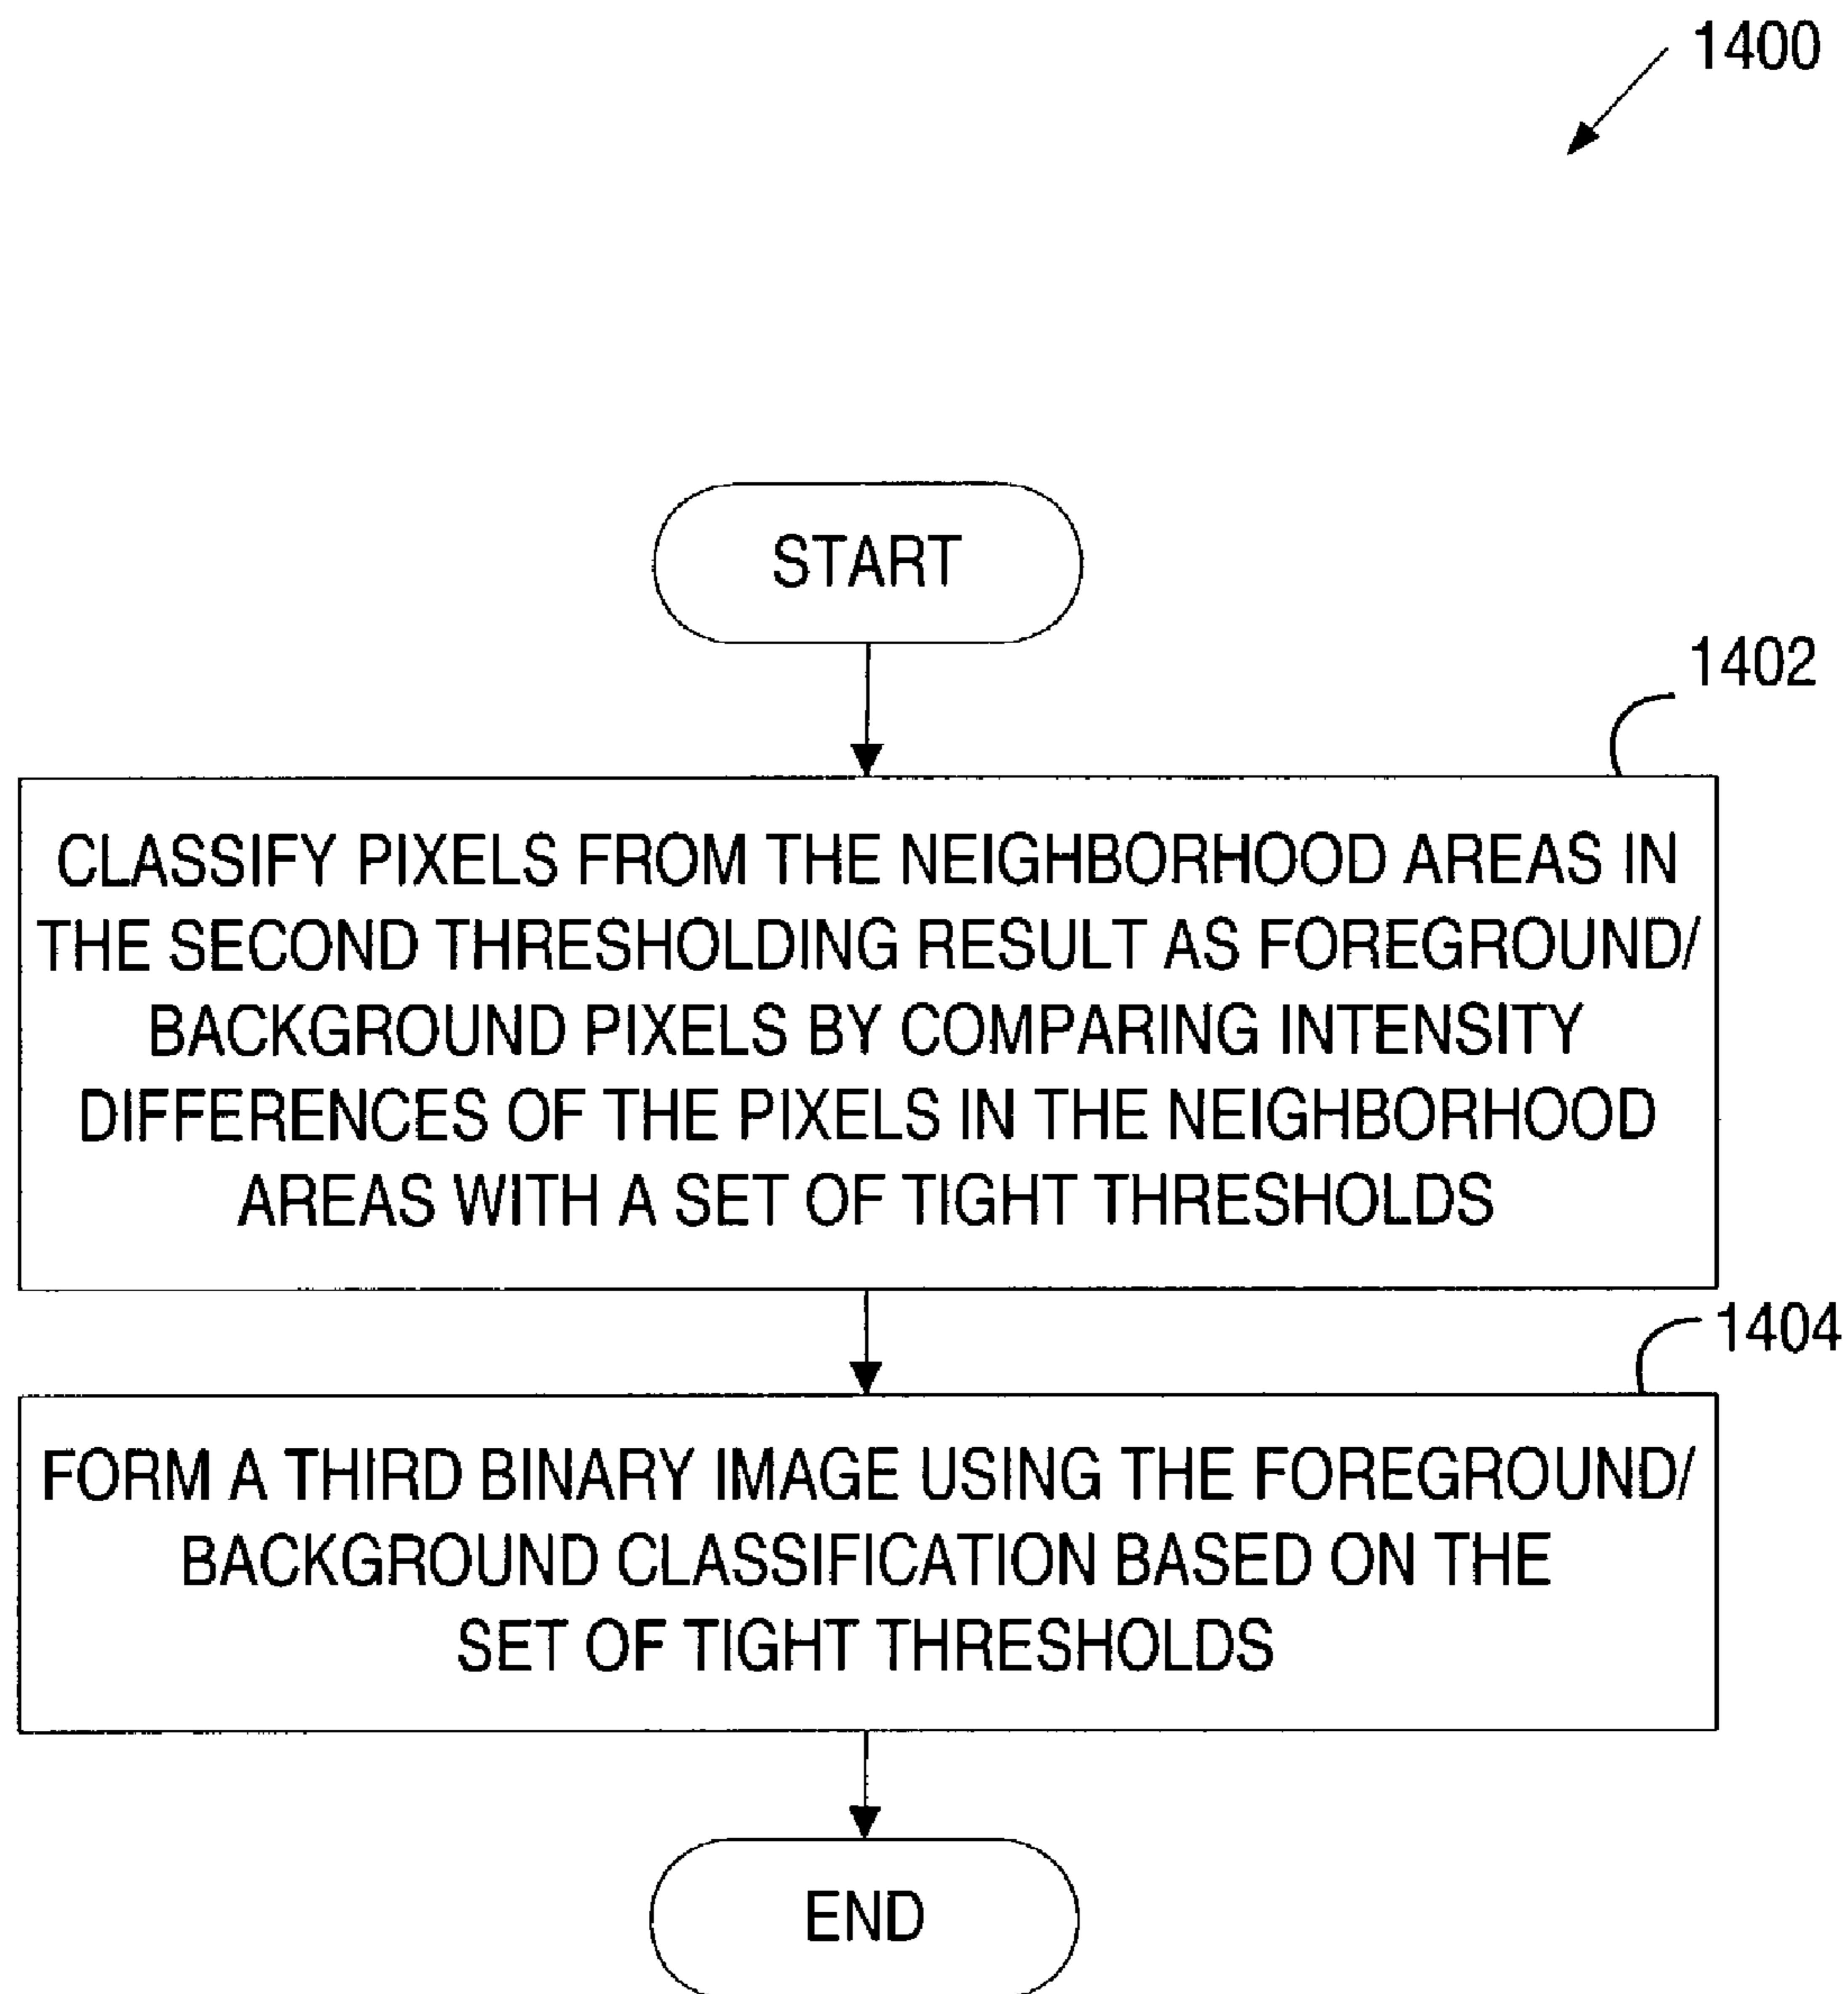 1400
START
1402
CLASSIFY PIXELS FROM THE NEIGHBORHOOD AREAS IN
THE SECOND THRESHOLDING RESULT AS FOREGROUND/
BACKGROUND PIXELS BY COMPARING INTENSITY
DIFFERENCES OF THE PIXELS IN THE NEIGHBORHOOD
AREAS WITH A SET OF TIGHT THRESHOLDS
1404
FORM A THIRD BINARY IMAGE USING THE FOREGROUND/
BACKGROUND CLASSIFICATION BASED ON THE
SET OF TIGHT THRESHOLDS
END